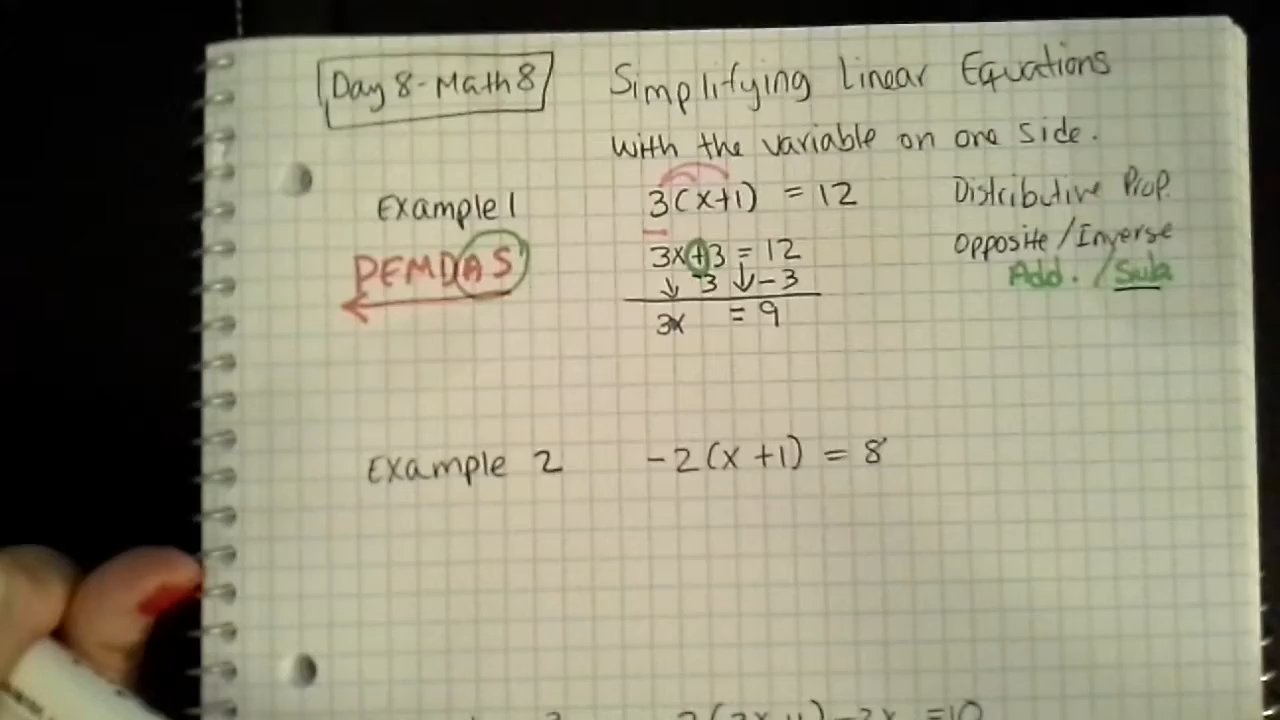 Day 8 - Math 8
Simplifying Linear Equations
with the variable on one side.
Example 1
3(x+1) = 12
Distributive Prop.
Opposite/Inverse
Add. / Sub
PEMDAS
3x+3 = 12
-3 -3
3x = 9
Example 2
-2(x+1) = 8